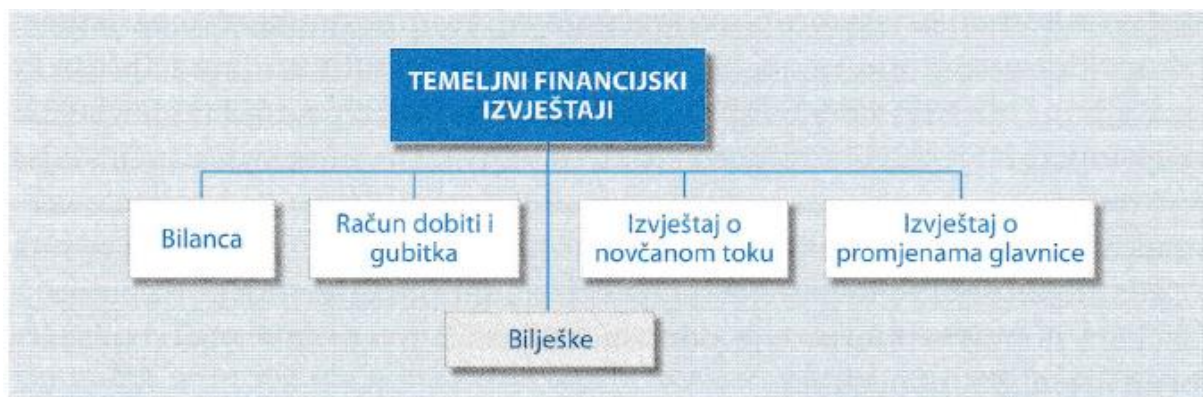 TEMELJNI FINANCIJSKI
IZVJEŠTAJI
Bilanca
Račun dobiti i
gubitka
Izvještaj o
novčanom toku
Izvještaj o
promjenama glavnice
Bilješke